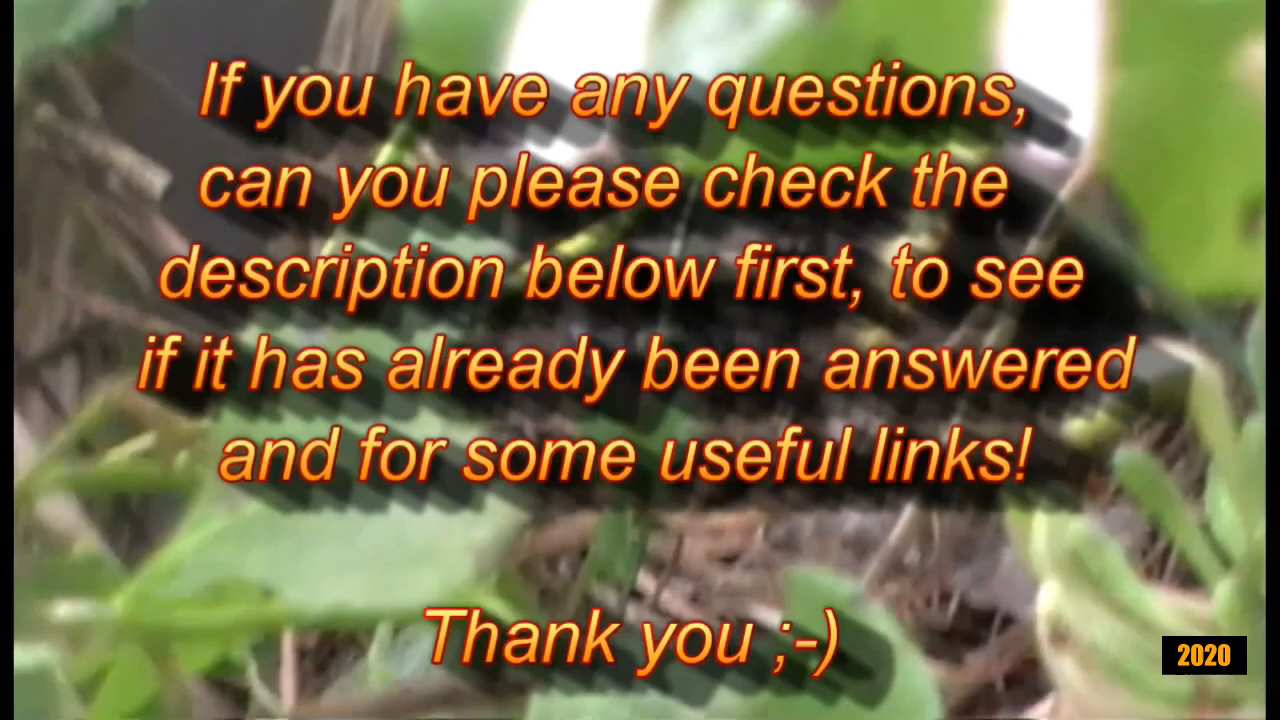 If you have any questions,
can you please check the
description below first, to see
if it has already been answered
and for some useful links!
Thank you ;-)
2020